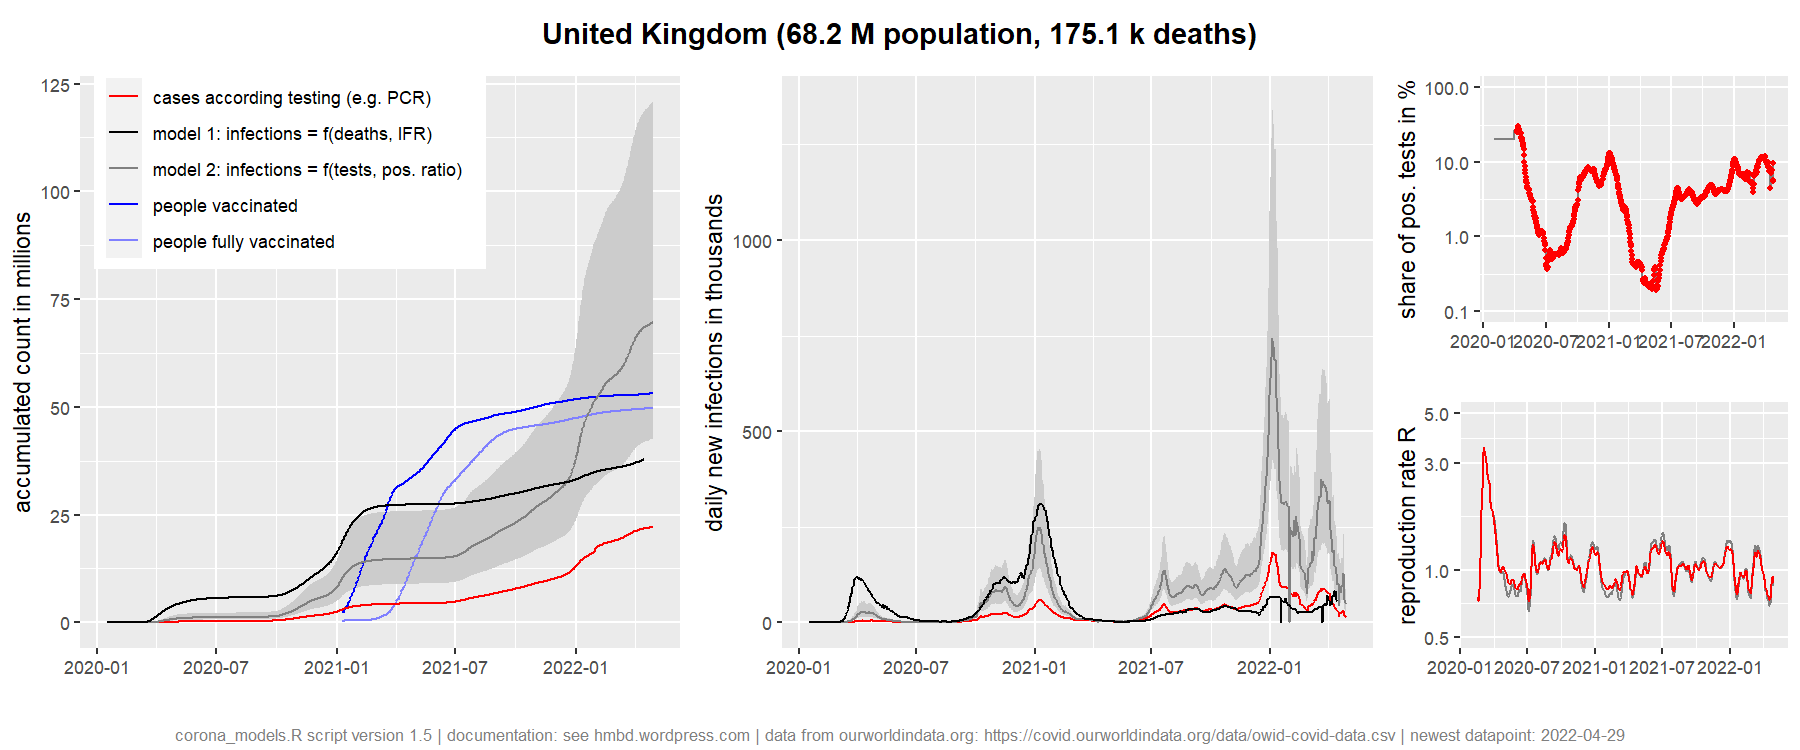 United Kingdom (68.2 M population, 175.1 k deaths)
accumulated count in millions
125
100
75
50
25
0
cases according testing (e.g. PCR)
model 1: infections = f(deaths, IFR)
model 2: infections = f(tests, pos. ratio)
people vaccinated
people fully vaccinated
2020-01 2020-07 2021-01 2021-07 2022-01
daily new infections in thousands
1000
500
0
2020-01 2020-07 2021-01 2021-07 2022-01
share of pos. tests in %
100.0
10.0
1.0
0.1
2020-01 2020-07 2021-01 2021-07 2022-01
reproduction rate R
5.0
3.0
1.0
0.5
2020-01 2020-07 2021-01 2021-07 2022-01
corona_models.R script version 1.5 | documentation: see hmbd.wordpress.com | data from ourworldindata.org: https://covid.ourworldindata.org/data/owid-covid-data.csv | newest datapoint: 2022-04-29